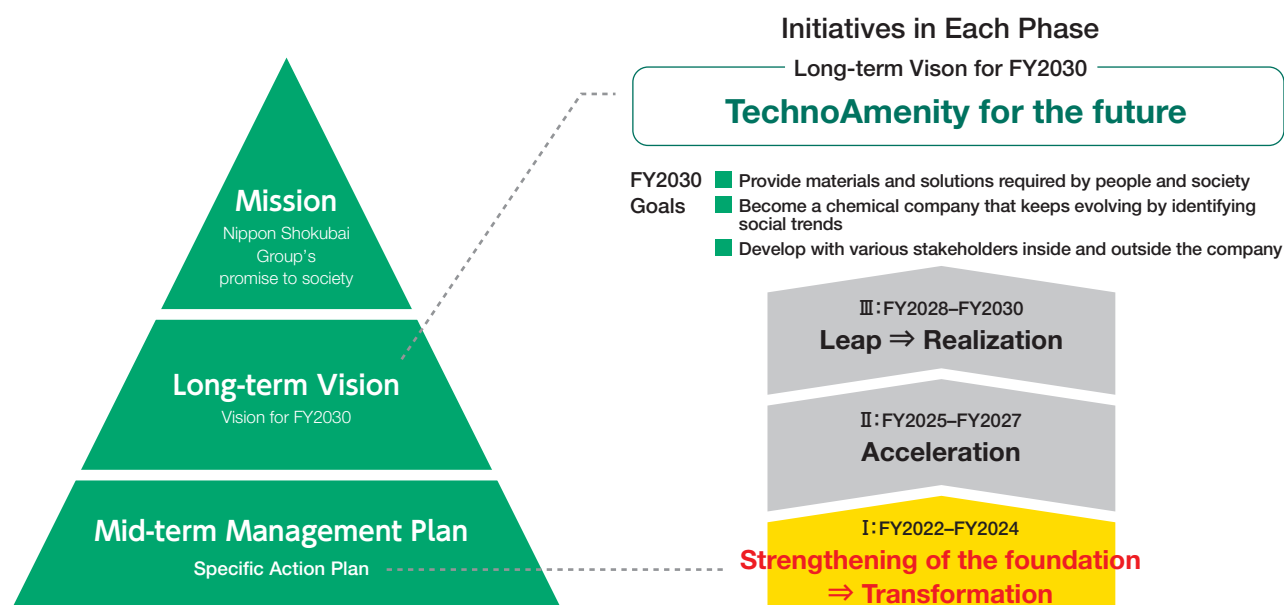 Mission
Nippon Shokubai
Group's
promise to society
Long-term Vision
Vision for FY2030
Mid-term Management Plan
Specific Action Plan
Initiatives in Each Phase
Long-term Vison for FY2030
TechnoAmenity for the future
FY2030
Goals
Provide materials and solutions required by people and society
Become a chemical company that keeps evolving by identifying
social trends
Develop with various stakeholders inside and outside the company
Ⅲ:FY2028–FY2030
Leap ⇒ Realization
Ⅱ:FY2025–FY2027
Acceleration
Ⅰ:FY2022–FY2024
Strengthening of the foundation
⇒ Transformation